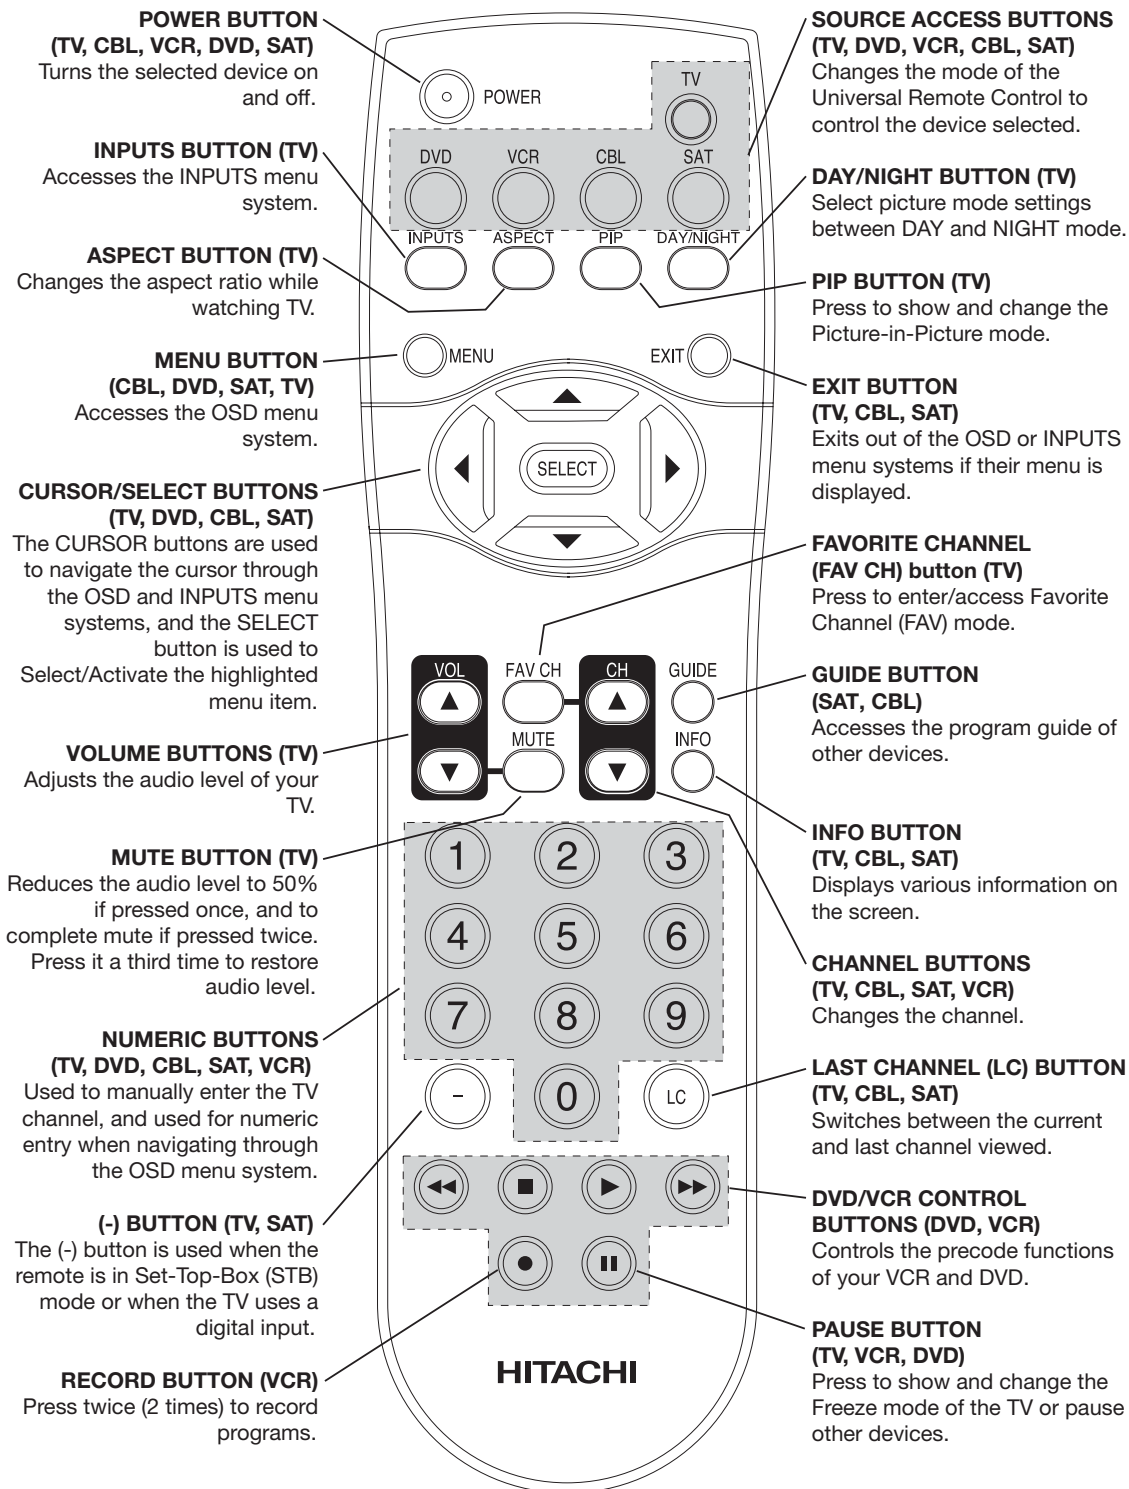 POWER BUTTON
(TV, CBL, VCR, DVD, SAT)
Turns the selected device on
and off.
INPUTS BUTTON (TV)
Accesses the INPUTS menu
system.
ASPECT BUTTON (TV)
Changes the aspect ratio while
watching TV.
MENU BUTTON
(CBL, DVD, SAT, TV)
Accesses the OSD menu
system.
CURSOR/SELECT BUTTONS
(TV, DVD, CBL, SAT)
The CURSOR buttons are used
to navigate the cursor through
the OSD and INPUTS menu
systems, and the SELECT
button is used to
Select/Activate the highlighted
menu item.
VOLUME BUTTONS (TV)
Adjusts the audio level of your
TV.
MUTE BUTTON (TV)
Reduces the audio level to 50%
if pressed once, and to
complete mute if pressed twice.
Press it a third time to restore
audio level.
NUMERIC BUTTONS
(TV, DVD, CBL, SAT, VCR)
Used to manually enter the TV
channel, and used for numeric
entry when navigating through
the OSD menu system.
(-) BUTTON (TV, SAT)
The (-) button is used when the
remote is in Set-Top-Box (STB)
mode or when the TV uses a
digital input.
RECORD BUTTON (VCR)
Press twice (2 times) to record
programs.
POWER
TV
DVD VCR CBL SAT
INPUTS ASPECT PIP DAY/NIGHT
MENU EXIT
SELECT
VOL FAV CH CH GUIDE
MUTE INFO
1 2 3
4 5 6
7 8 9
- 0 LC
HITACHI
SOURCE ACCESS BUTTONS
(TV, DVD, VCR, CBL, SAT)
Changes the mode of the
Universal Remote Control to
control the device selected.
DAY/NIGHT BUTTON (TV)
Select picture mode settings
between DAY and NIGHT mode.
PIP BUTTON (TV)
Press to show and change the
Picture-in-Picture mode.
EXIT BUTTON
(TV, CBL, SAT)
Exits out of the OSD or INPUTS
menu systems if their menu is
displayed.
FAVORITE CHANNEL
(FAV CH) button (TV)
Press to enter/access Favorite
Channel (FAV) mode.
GUIDE BUTTON
(SAT, CBL)
Accesses the program guide of
other devices.
INFO BUTTON
(TV, CBL, SAT)
Displays various information on
the screen.
CHANNEL BUTTONS
(TV, CBL, SAT, VCR)
Changes the channel.
LAST CHANNEL (LC) BUTTON
(TV, CBL, SAT)
Switches between the current
and last channel viewed.
DVD/VCR CONTROL
BUTTONS (DVD, VCR)
Controls the precode functions
of your VCR and DVD.
PAUSE BUTTON
(TV, VCR, DVD)
Press to show and change the
Freeze mode of the TV or pause
other devices.